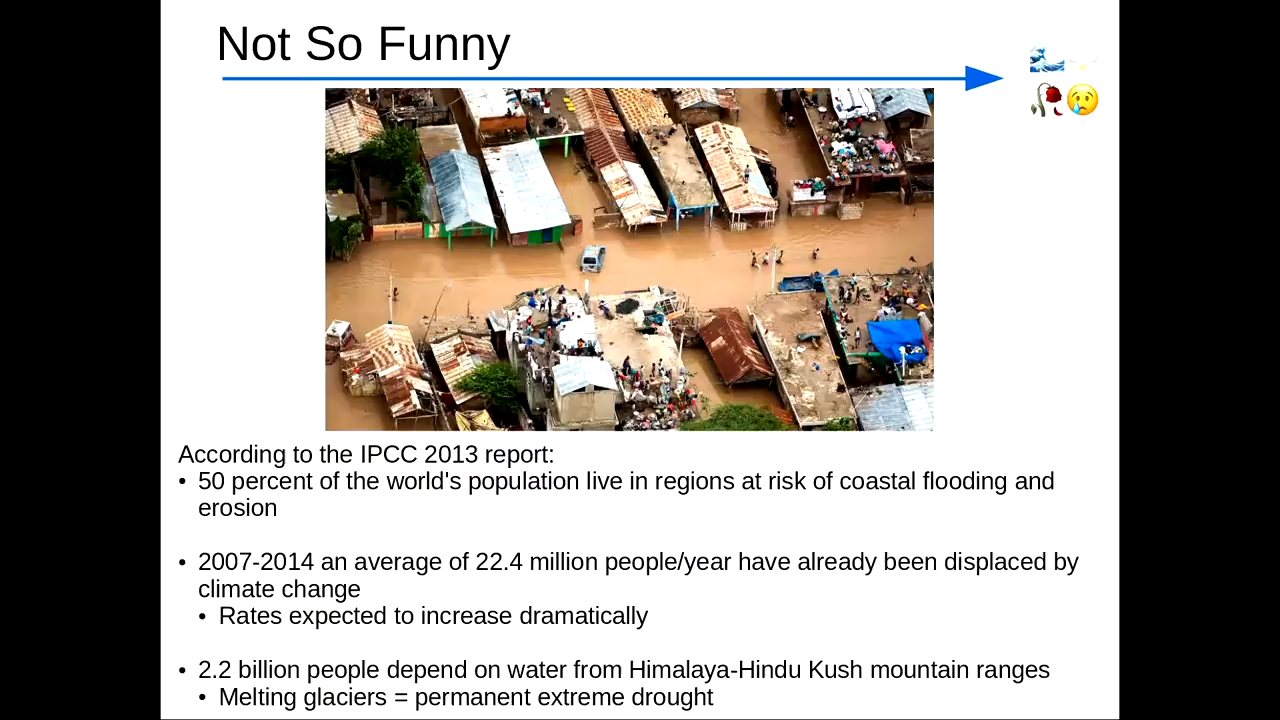 Not So Funny
According to the IPCC 2013 report:
• 50 percent of the world's population live in regions at risk of coastal flooding and
erosion
• 2007-2014 an average of 22.4 million people/year have already been displaced by
climate change
• Rates expected to increase dramatically
• 2.2 billion people depend on water from Himalaya-Hindu Kush mountain ranges
• Melting glaciers = permanent extreme drought